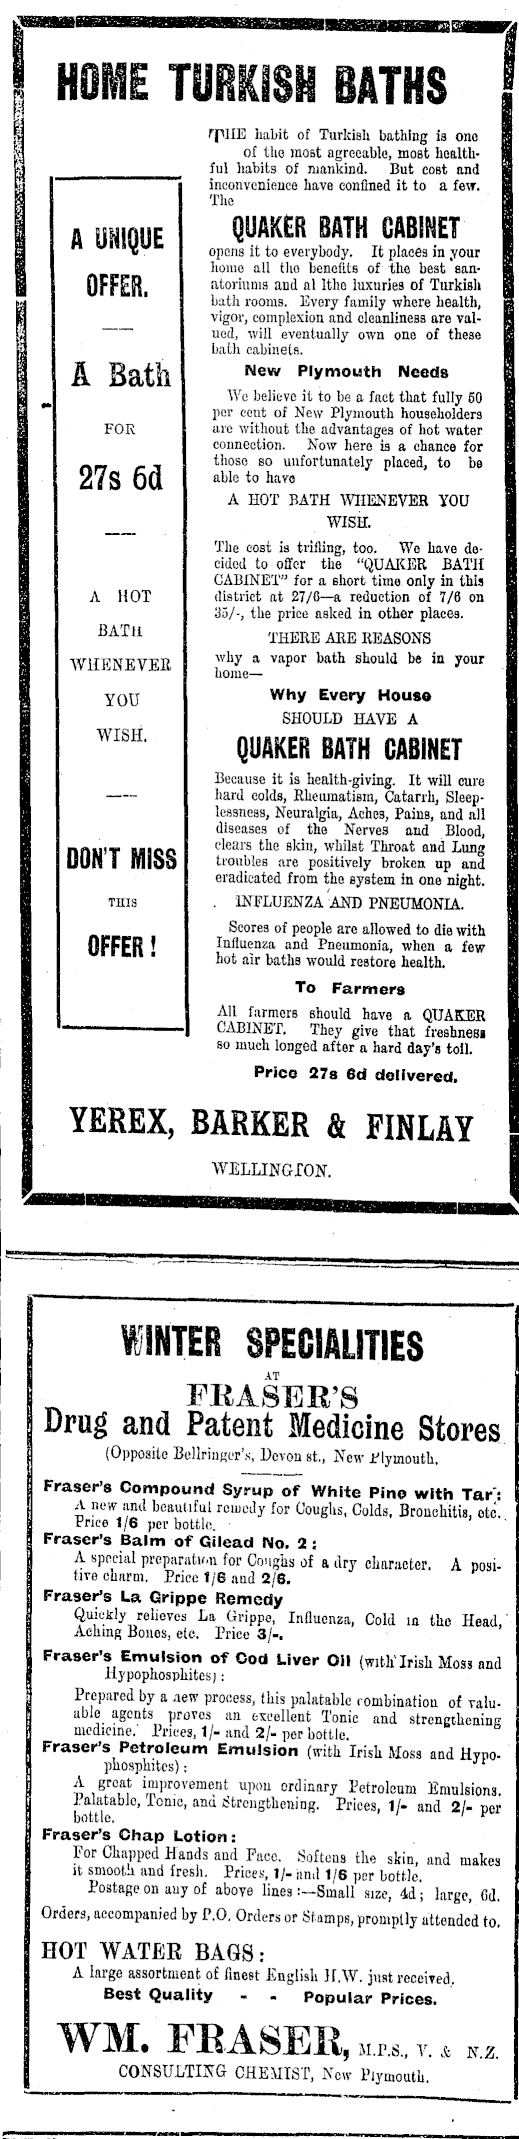 HOME TURKISH BATHS
A UNIQUE
OFFER.
A Bath
FOR
27s 6d
A HOT
BATH
WHENEVER
YOU
WISH.
DON'T MISS
THIS
OFFER!
THE habit of Turkish bathing is one
of the most agreeable, most health-
ful habits of mankind. But cost and
inconvenience have confined it to a few.
The
QUAKER BATH CABINET
opens it to everybody. It places in your
home all the benefits of the best san-
atoriums and al lthe luxuries of Turkish
bath rooms. Every family where health,
vigor, complexion and cleanliness are val-
ued, will eventually own one of these
bath cabinets.
New Plymouth Needs
We believe it to be a fact that fully 50
per cent of New Plymouth householders
are without the advantages of hot water
connection. Now here is a chance for
those so unfortunately placed, to be
able to have
A HOT BATH WHENEVER YOU
WISH.
The cost is trifling, too. We have de-
cided to offer the "QUAKER BATH
CABINET" for a short time only in this
district at 27/6—a reduction of 7/6 on
35/-, the price asked in other places.
THERE ARE REASONS
why a vapor bath should be in your
home—
Why Every House
SHOULD HAVE A
QUAKER BATH CABINET
Because it is health-giving. It will cure
hard colds, Rheumatism, Catarrh, Sleep-
lessness, Neuralgia, Aches, Pains, and all
diseases of the Nerves and Blood,
clears the skin, whilst Throat and Lung
troubles are positively broken up and
eradicated from the system in one night.
INFLUENZA AND PNEUMONIA.
Scores of people are allowed to die with
Influenza and Pneumonia, when a few
hot air baths would restore health.
To Farmers
All farmers should have a QUAKER
CABINET. They give that freshness
so much longed after a hard day's toil.
Price 27s 6d delivered.
YEREX, BARKER & FINLAY
WELLINGTON.
WINTER SPECIALITIES
AT
FRASER'S
Drug and Patent Medicine Stores
(Opposite Bellringer's, Devon st., New Plymouth.
Fraser's Compound Syrup of White Pine with Tar:
A new and beautiful remedy for Coughs, Colds, Bronchitis, etc.
Price 1/6 per bottle.
Fraser's Balm of Gilead No. 2:
A special preparation for Coughs of a dry character. A posi-
tive charm. Price 1/6 and 2/6.
Fraser's La Grippe Remedy
Quickly relieves La Grippe, Influenza, Cold in the Head,
Aching Bones, etc. Price 3/-.
Fraser's Emulsion of Cod Liver Oil (with Irish Moss and
Hypophosphites):
Prepared by a new process, this palatable combination of valu-
able agents proves an excellent Tonic and strengthening
medicine. Prices, 1/- and 2/- per bottle.
Fraser's Petroleum Emulsion (with Irish Moss and Hypo-
phosphites):
A great improvement upon ordinary Petroleum Emulsions.
Palatable, Tonic, and Strengthening. Prices, 1/- and 2/- per
bottle.
Fraser's Chap Lotion:
For Chapped Hands and Face. Softens the skin, and makes
it smooth and fresh. Prices, 1/- and 1/6 per bottle.
Postage on any of above lines:—Small size, 4d; large, 6d.
Orders, accompanied by P.O. Orders or Stamps, promptly attended to.
HOT WATER BAGS:
A large assortment of finest English H.W. just received.
Best Quality - - Popular Prices.
WM. FRASER, M.P.S., V. & N.Z.
CONSULTING CHEMIST, New Plymouth.